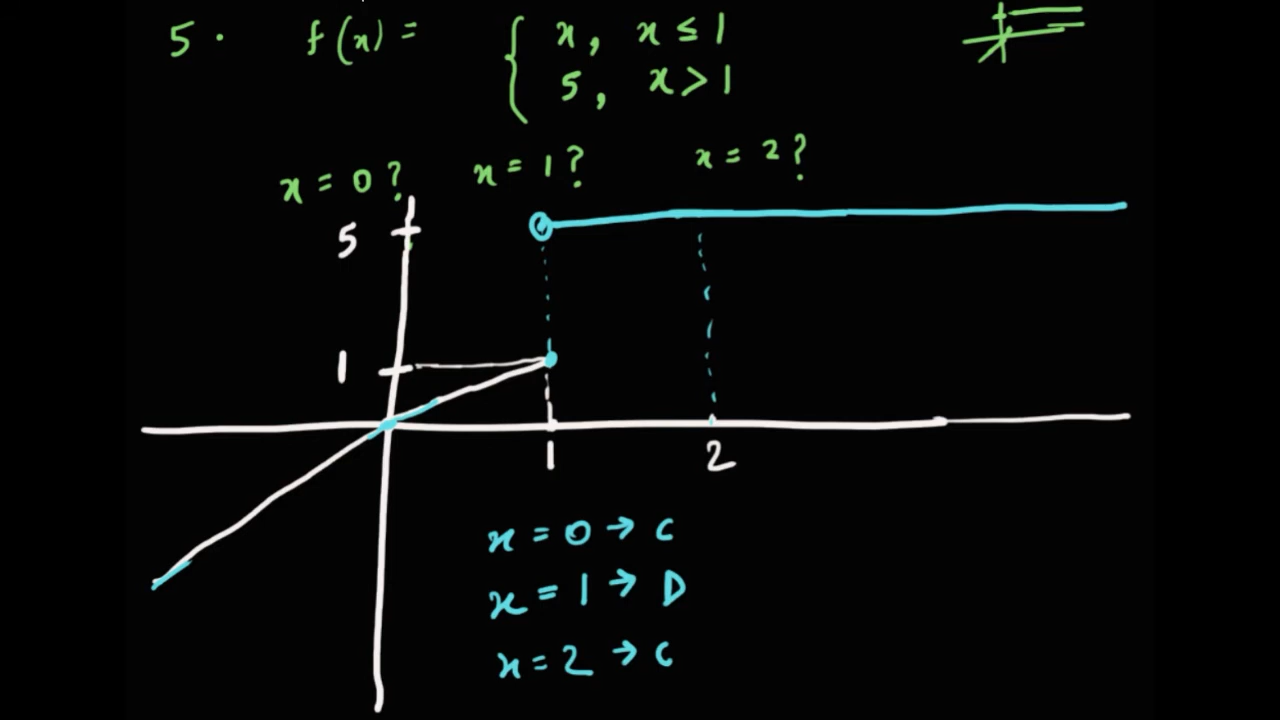 5. f(x) = { x, x ≤ 1
5, x > 1
x = 0? x = 1? x = 2?
5
1
1 2
x = 0 → C
x = 1 → D
x = 2 → C